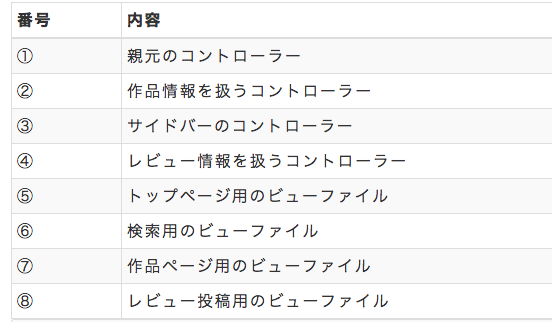 番号 内容
① 親元のコントローラー
② 作品情報を扱うコントローラー
③ サイドバーのコントローラー
④ レビュー情報を扱うコントローラー
⑤ トップページ用のビューファイル
⑥ 検索用のビューファイル
⑦ 作品ページ用のビューファイル
⑧ レビュー投稿用のビューファイル